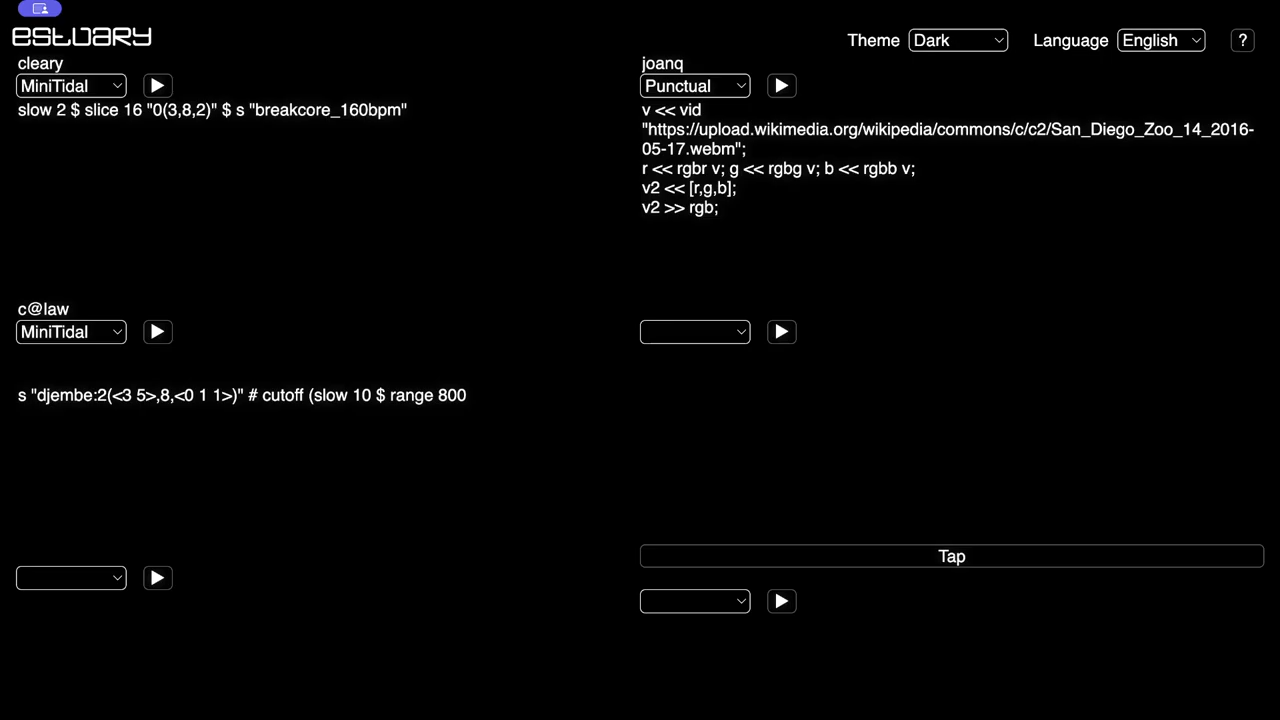 estuary
Theme Dark Language English ?
cleary
MiniTidal
slow 2 $ slice 16 "0(3,8,2)" $ s "breakcore_160bpm"
joanq
Punctual
v << vid
"https://upload.wikimedia.org/wikipedia/commons/c/c2/San_Diego_Zoo_14_2016-
05-17.webm";
r << rgbr v; g << rgbg v; b << rgbb v;
v2 << [r,g,b];
v2 >> rgb;
c@law
MiniTidal
s "djembe:2(<3 5>,8,<0 1 1>)" # cutoff (slow 10 $ range 800
Tap